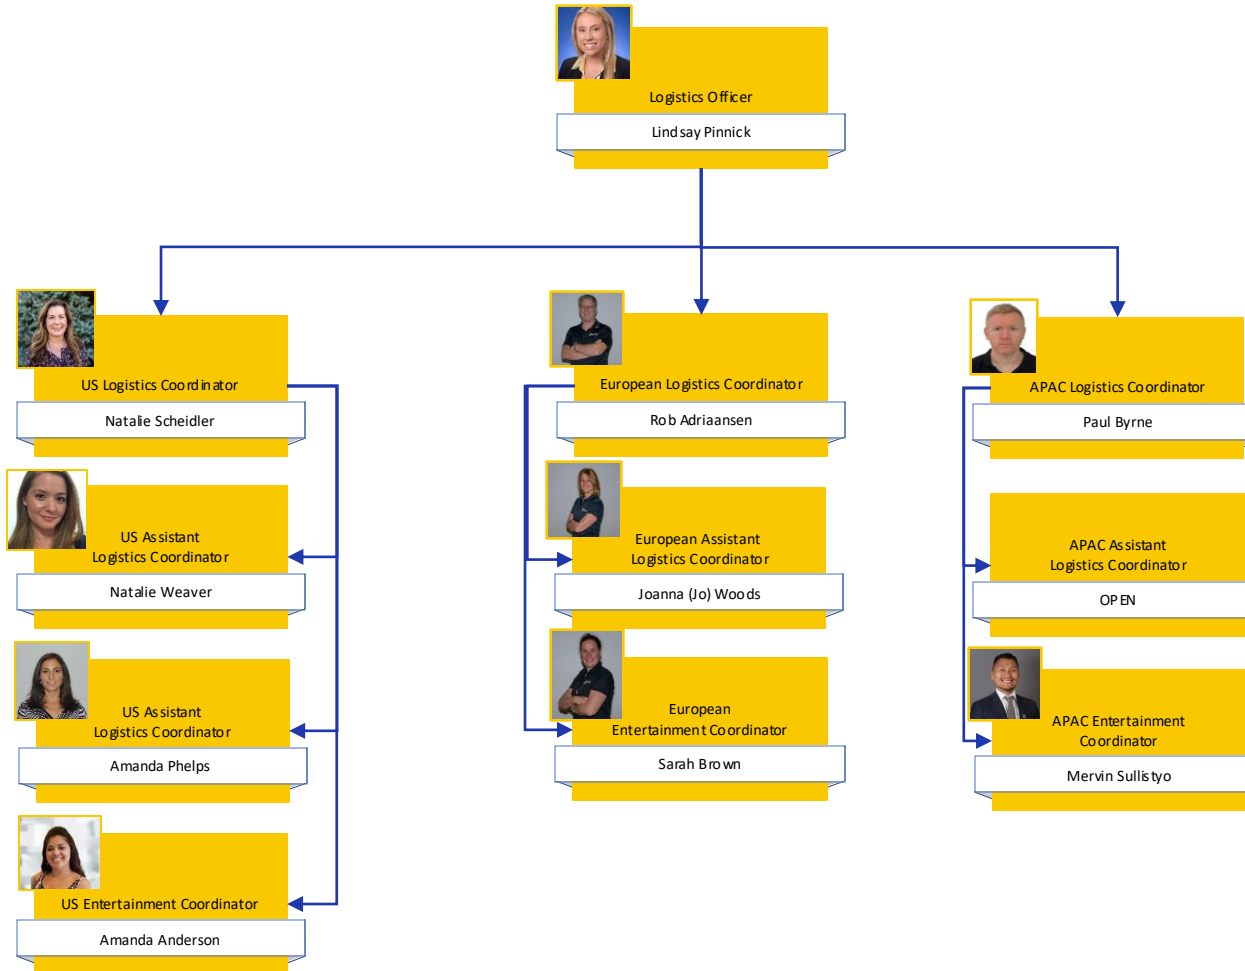 Logistics Officer
Lindsay Pinnick
US Logistics Coordinator
Natalie Scheidler
US Assistant
Logistics Coordinator
Natalie Weaver
US Assistant
Logistics Coordinator
Amanda Phelps
US Entertainment Coordinator
Amanda Anderson
European Logistics Coordinator
Rob Adriaansen
European Assistant
Logistics Coordinator
Joanna (Jo) Woods
European
Entertainment Coordinator
Sarah Brown
APAC Logistics Coordinator
Paul Byrne
APAC Assistant
Logistics Coordinator
OPEN
APAC Entertainment
Coordinator
Mervin Sullistyo